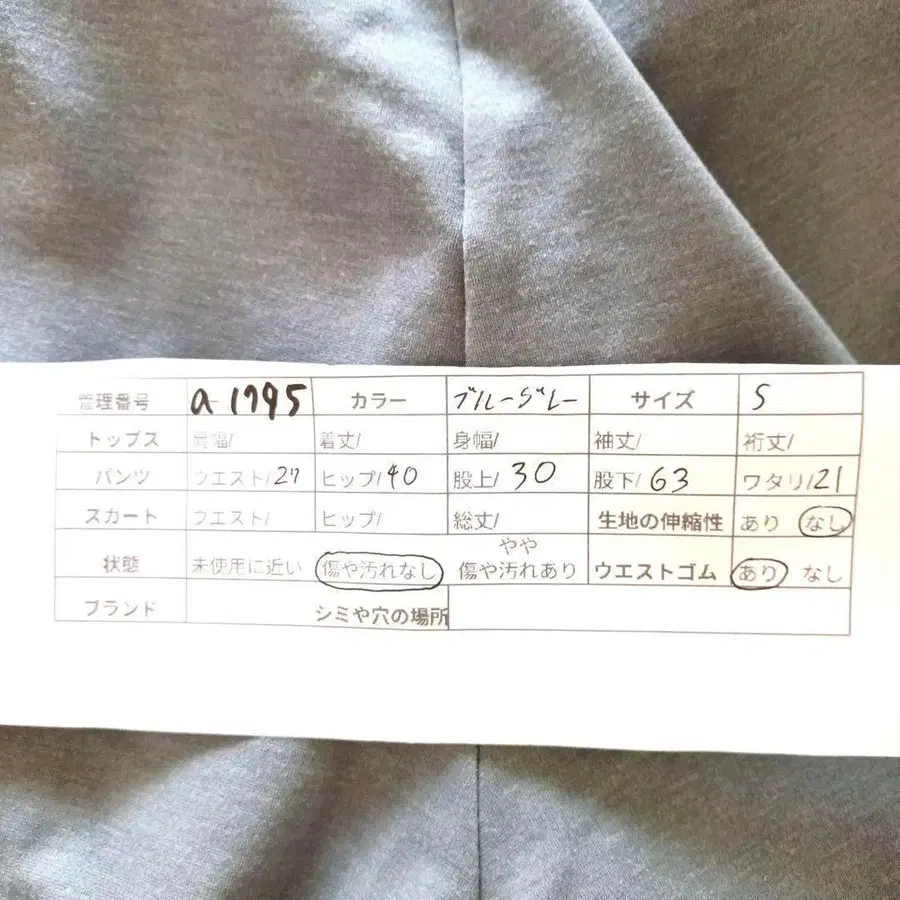 管理番号 a-1795 カラー ブルーグレー サイズ S
トップス 肩幅/ 着丈/ 身幅/ 袖丈/ 裄丈/
パンツ ウエスト/27 ヒップ/40 股上/30 股下/63 ワタリ/21
スカート ウエスト/ ヒップ/ 総丈/ 生地の伸縮性 あり なし
状態 未使用に近い 傷や汚れなし やや傷や汚れあり ウエストゴム あり なし
ブランド シミや穴の場所